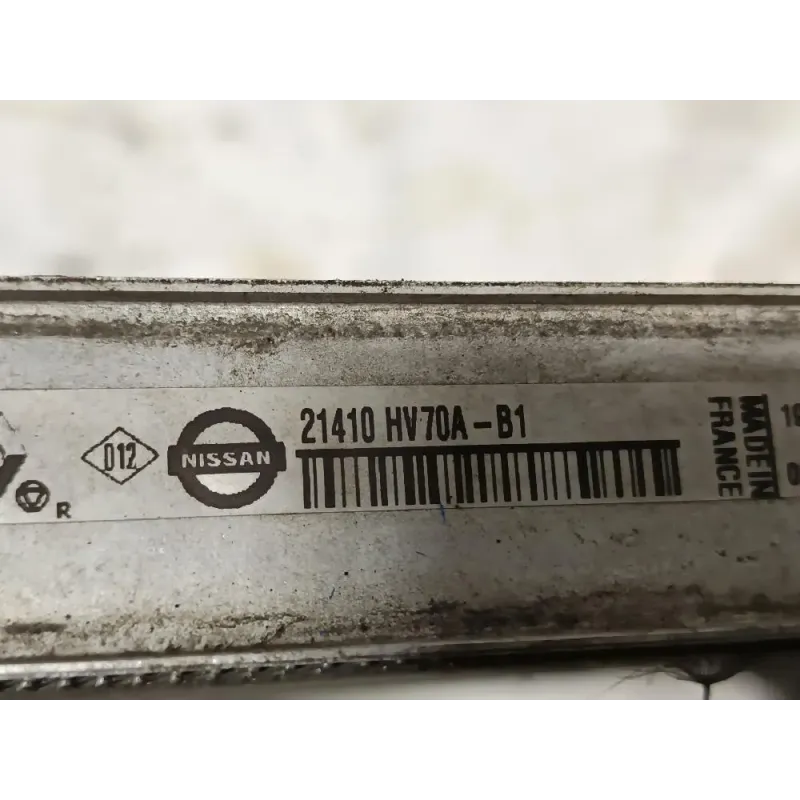 D12
NISSAN
21410 HV70A-B1
MADE IN
FRANCE
R